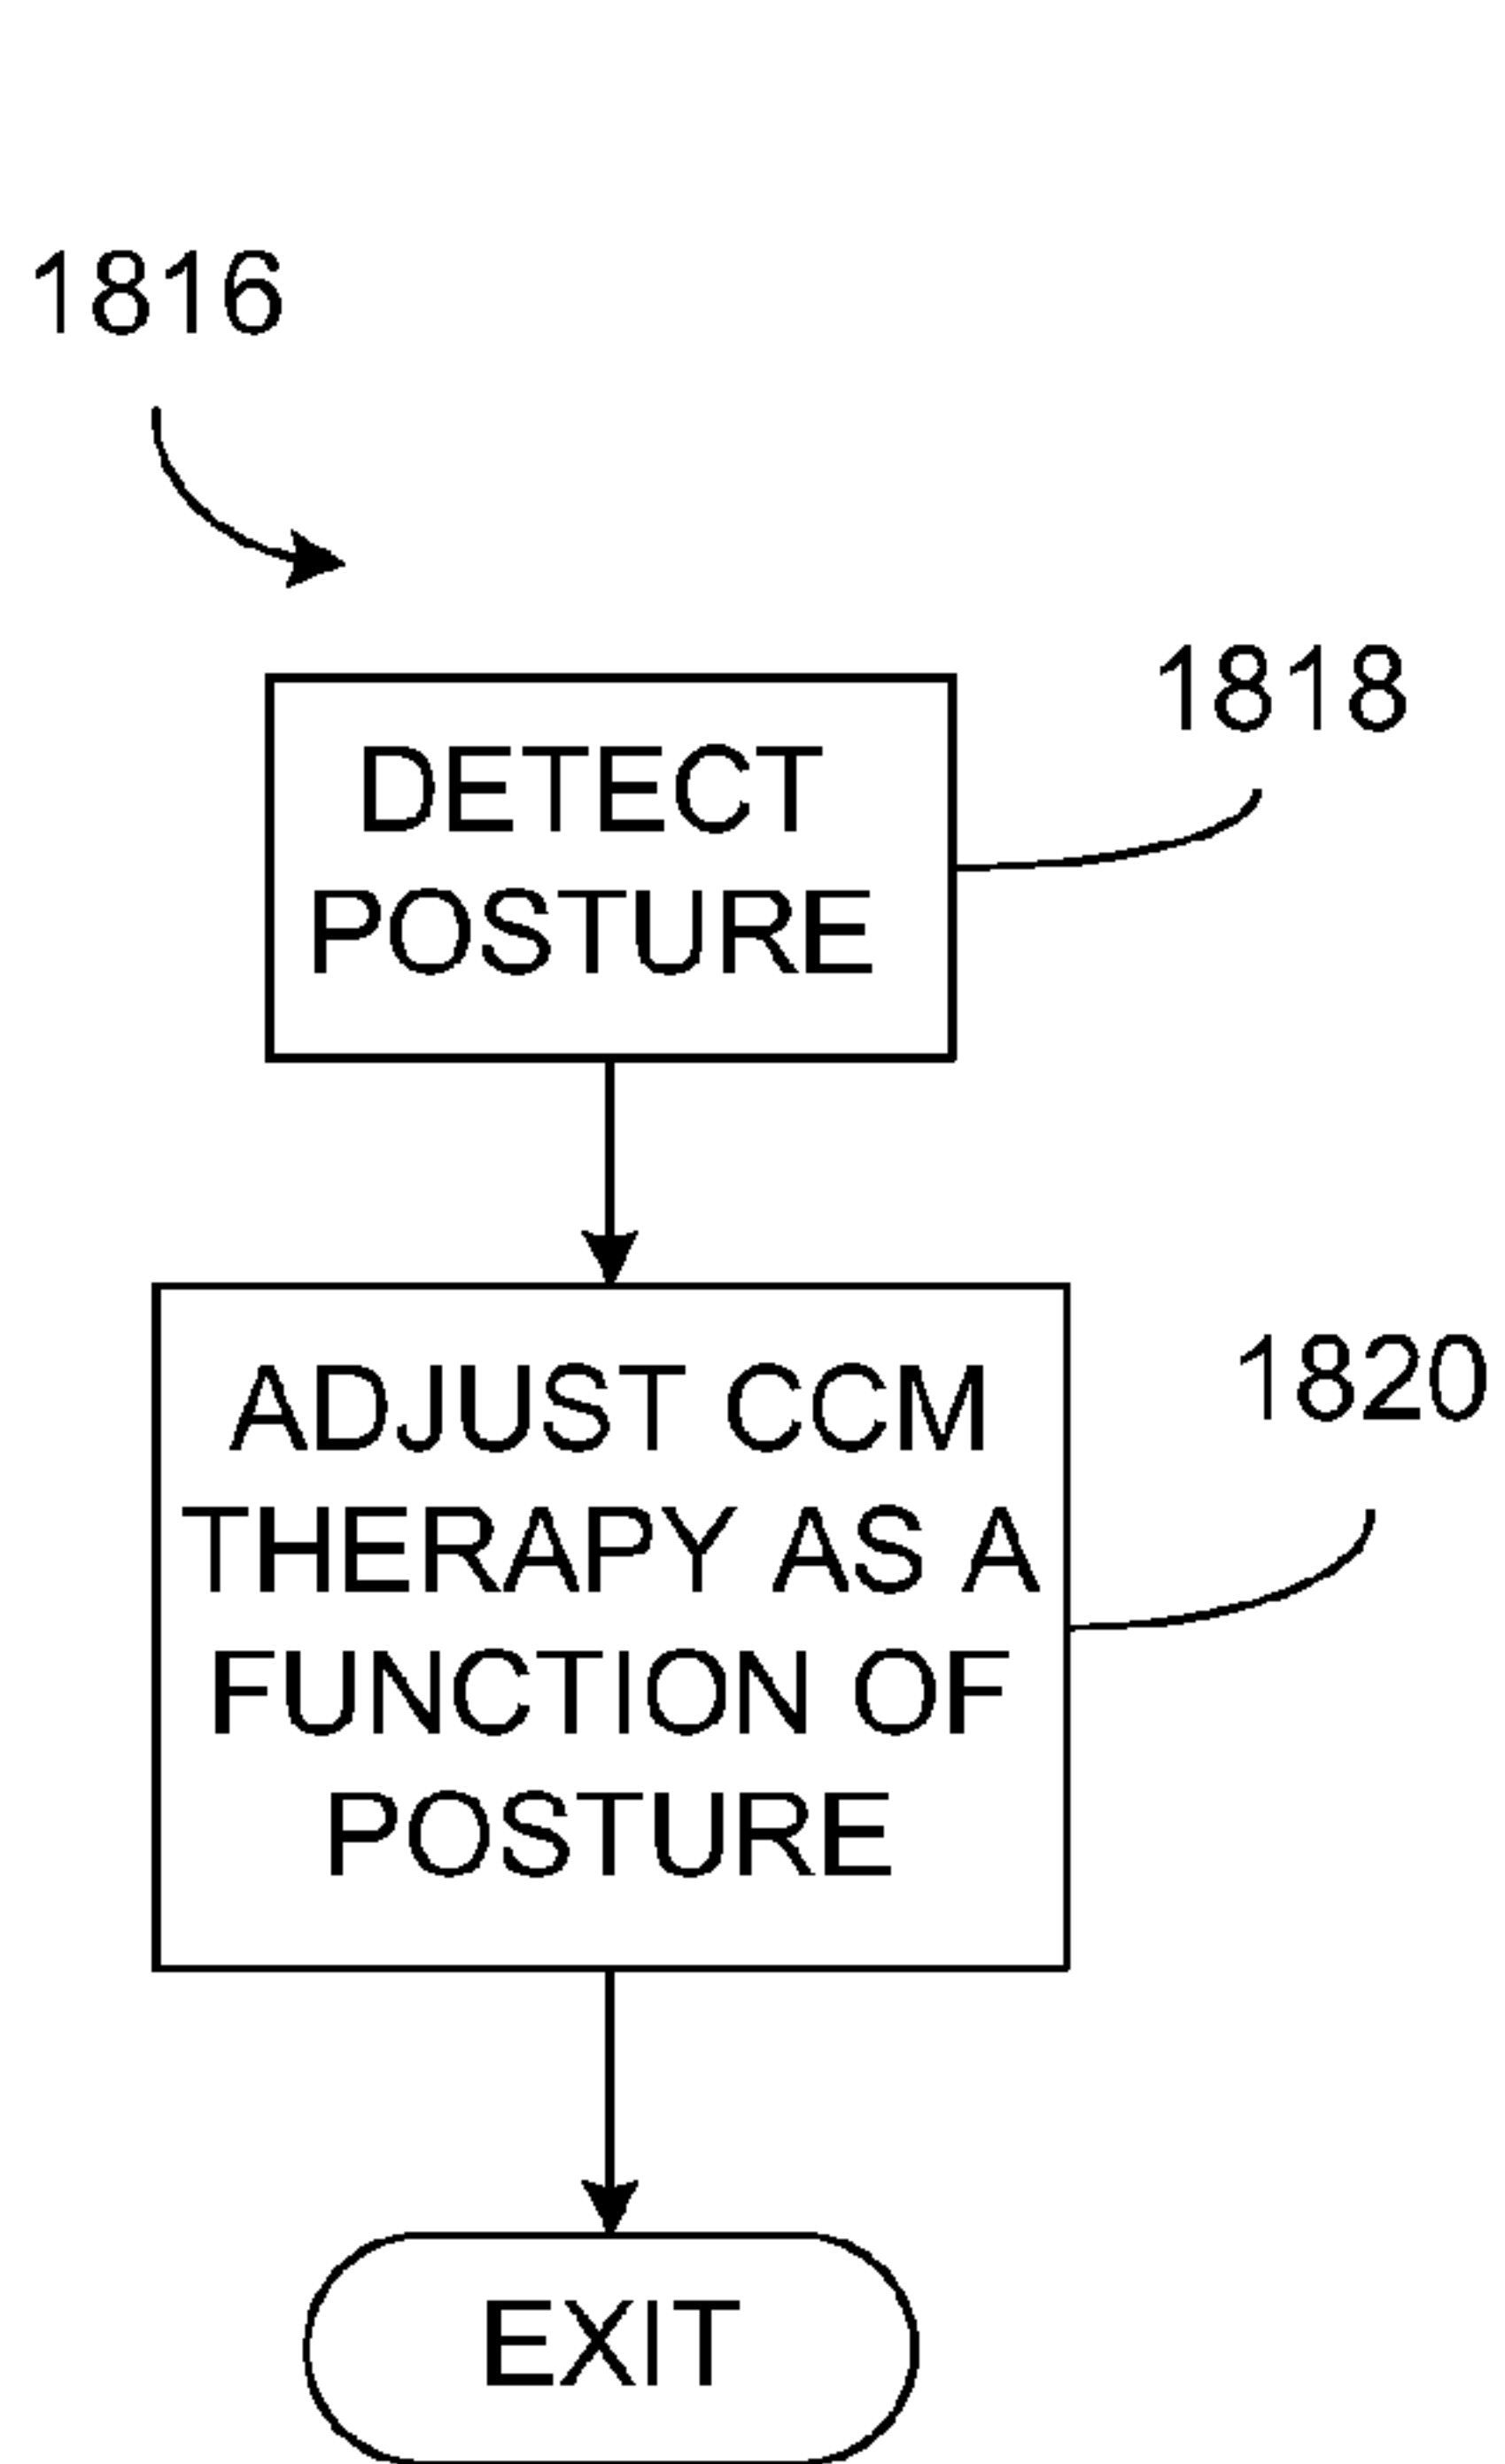 1816
1818
DETECT
POSTURE
1820
ADJUST CCM
THERAPY AS A
FUNCTION OF
POSTURE
EXIT